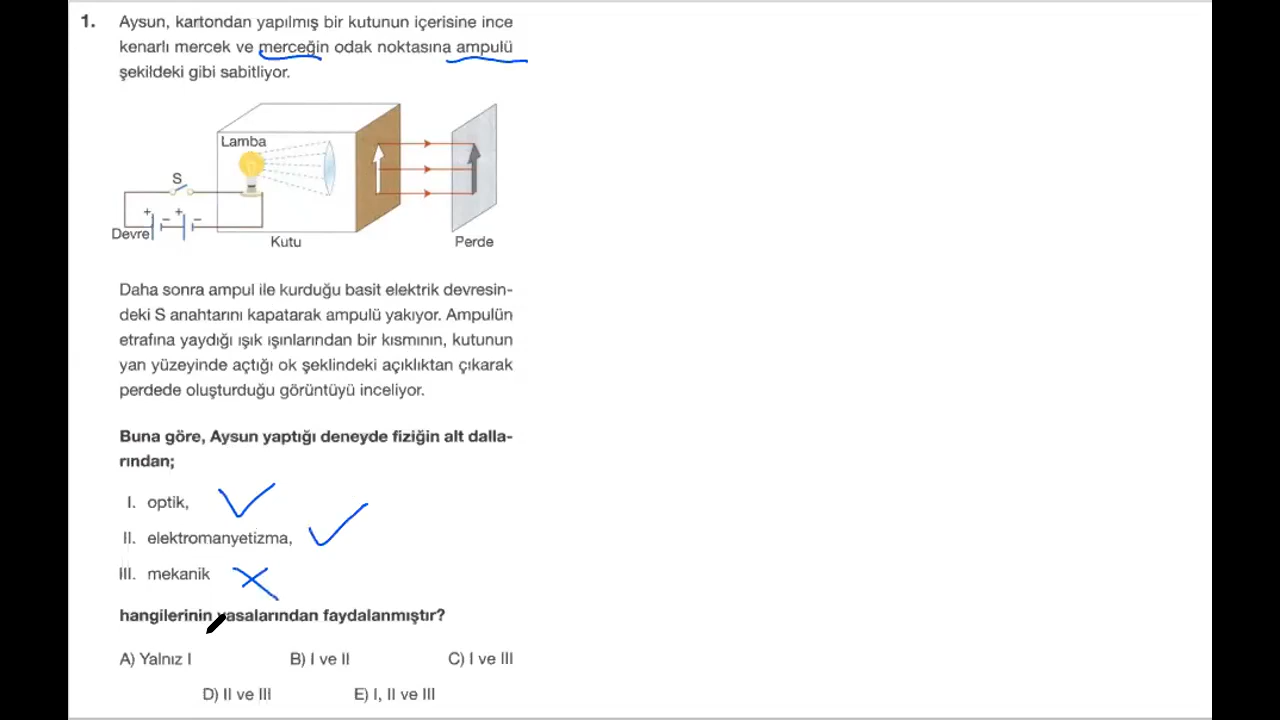 1. Aysun, kartondan yapılmış bir kutunun içerisine ince
kenarlı mercek ve merceğin odak noktasına ampulü
şekildeki gibi sabitliyor.
Lamba
S
+ - + -
Devre
Kutu
Perde
Daha sonra ampul ile kurduğu basit elektrik devresin-
deki S anahtarını kapatarak ampulü yakıyor. Ampulün
etrafına yaydığı ışık ışınlarından bir kısmının, kutunun
yan yüzeyinde açtığı ok şeklindeki açıklıktan çıkarak
perdede oluşturduğu görüntüyü inceliyor.
Buna göre, Aysun yaptığı deneyde fiziğin alt dalla-
rından;
I. optik,
II. elektromanyetizma,
III. mekanik
hangilerinin yasalarından faydalanmıştır?
A) Yalnız I B) I ve II C) I ve III
D) II ve III E) I, II ve III